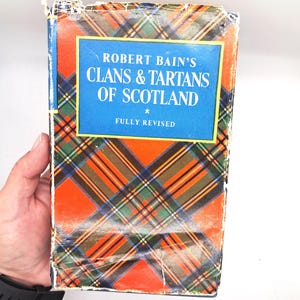 ROBERT BAIN'S
CLANS & TARTANS
OF SCOTLAND
FULLY REVISED